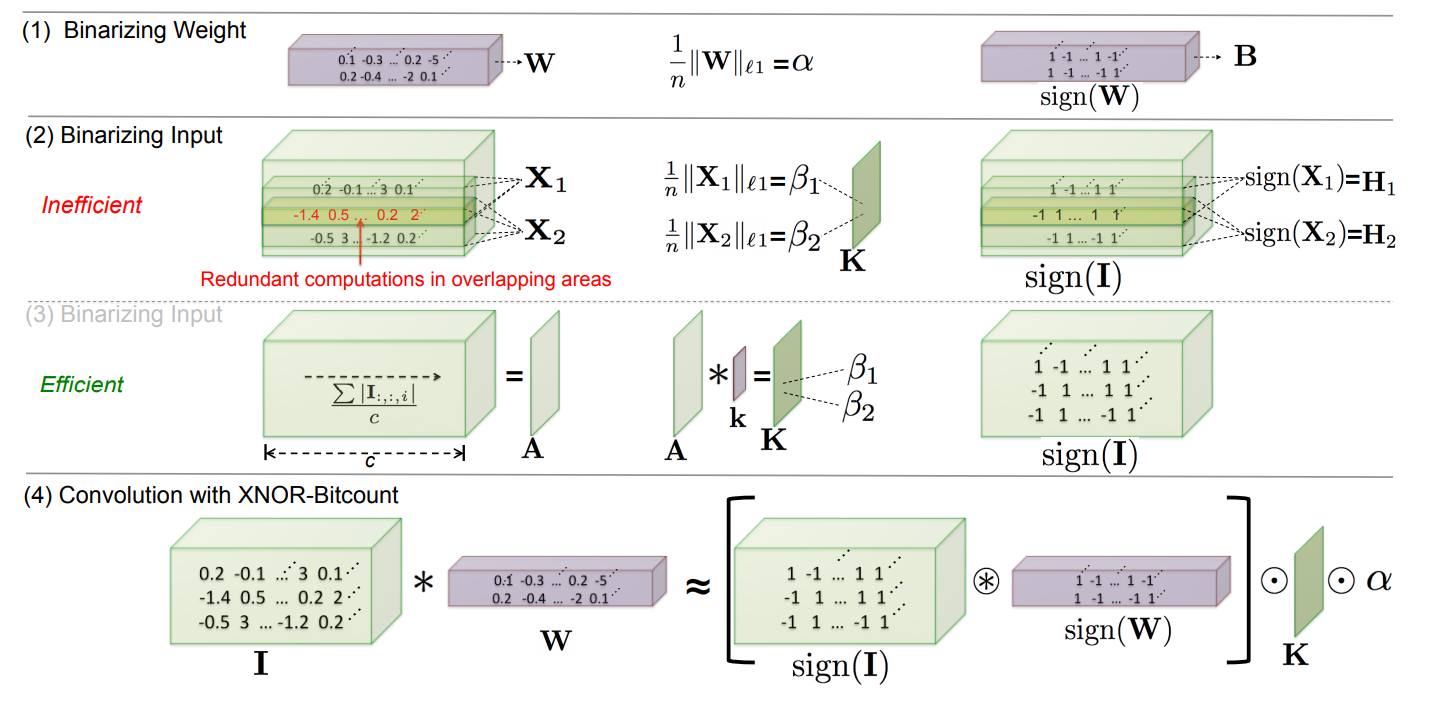 (1) Binarizing Weight
0.1 -0.3 ... 0.2 -5
0.2 -0.4 ... -2 0.1
W
1/n ‖W‖ℓ1 = α
1 -1 ... 1 -1
1 -1 ... -1 1
B
sign(W)
(2) Binarizing Input
Inefficient
0.2 -0.1 ... 3 0.1
-1.4 0.5 ... 0.2 2
-0.5 3 ... -1.2 0.2
X₁
X₂
Redundant computations in overlapping areas
1/n ‖X₁‖ℓ1 = β₁
1/n ‖X₂‖ℓ1 = β₂
K
1 -1 ... 1 1
-1 1 ... 1 1
-1 1 ... -1 1
sign(X₁)=H₁
sign(X₂)=H₂
sign(I)
(3) Binarizing Input
Efficient
∑ |I:,:,i|
c
c
=
A
A
*
k
=
K
β₁
β₂
1 -1 ... 1 1
-1 1 ... 1 1
-1 1 ... -1 1
sign(I)
(4) Convolution with XNOR-Bitcount
0.2 -0.1 ... 3 0.1
-1.4 0.5 ... 0.2 2
-0.5 3 ... -1.2 0.2
I
*
0.1 -0.3 ... 0.2 -5
0.2 -0.4 ... -2 0.1
W
≈
[
1 -1 ... 1 1
-1 1 ... 1 1
-1 1 ... -1 1
sign(I)
⊛
1 -1 ... 1 -1
1 -1 ... -1 1
sign(W)
]
⊙
K
⊙ α